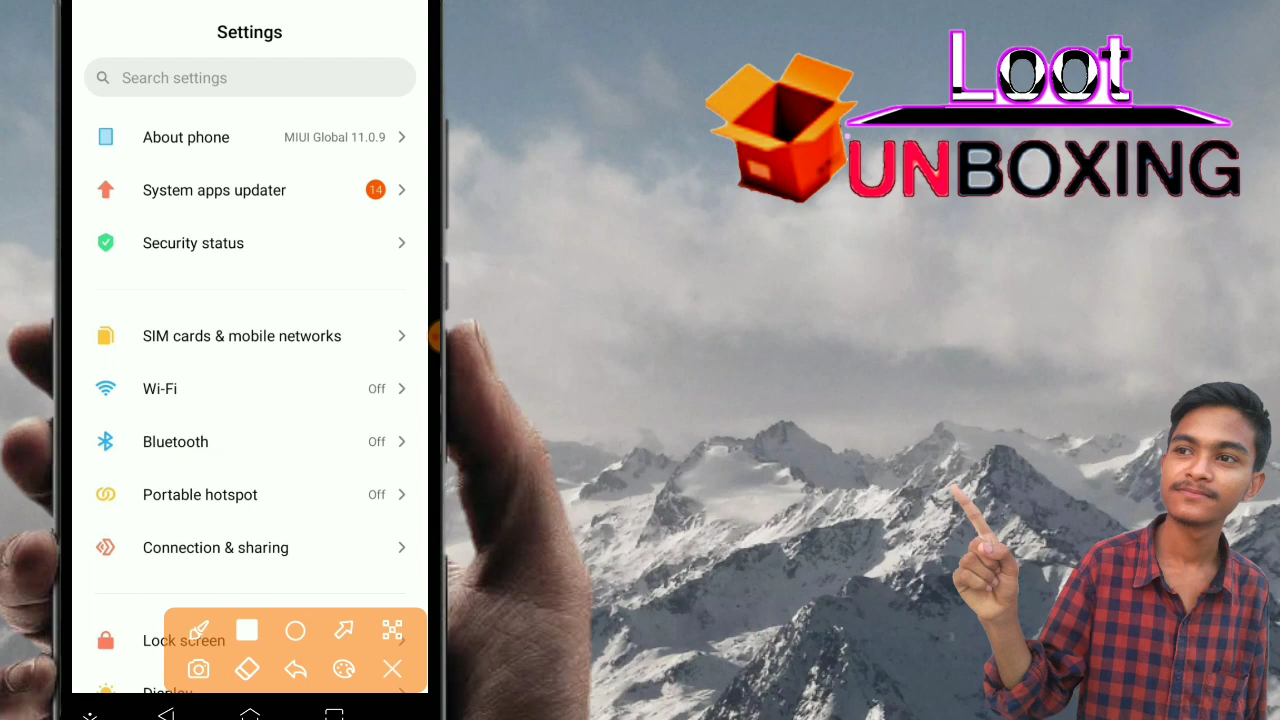 Settings
Search settings
About phone MIUI Global 11.0.9
System apps updater 14
Security status
SIM cards & mobile networks
Wi-Fi Off
Bluetooth Off
Portable hotspot Off
Connection & sharing
Lock screen
Display
Loot
UNBOXING